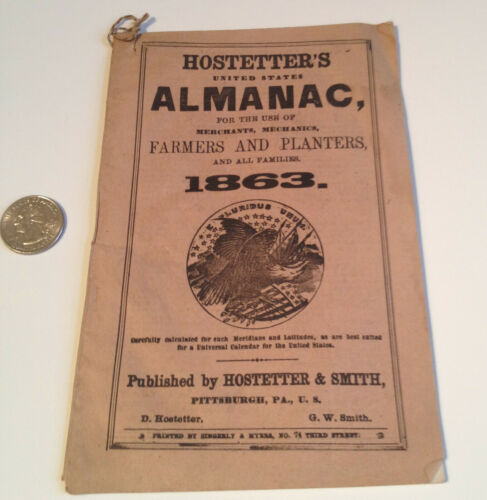 HOSTETTER'S
UNITED STATES
ALMANAC,
FOR THE USE OF
MERCHANTS, MECHANICS,
FARMERS AND PLANTERS,
AND ALL FAMILIES.
1863.
E PLURIBUS UNUM.
Carefully calculated for such Meridians and Latitudes, as are best suited
for a Universal Calendar for the United States.
Published by HOSTETTER & SMITH,
PITTSBURGH, PA., U. S.
D. Hostetter, G. W. Smith.
PRINTED BY SINGERLY & MYERS, NO. 74 THIRD STREET.